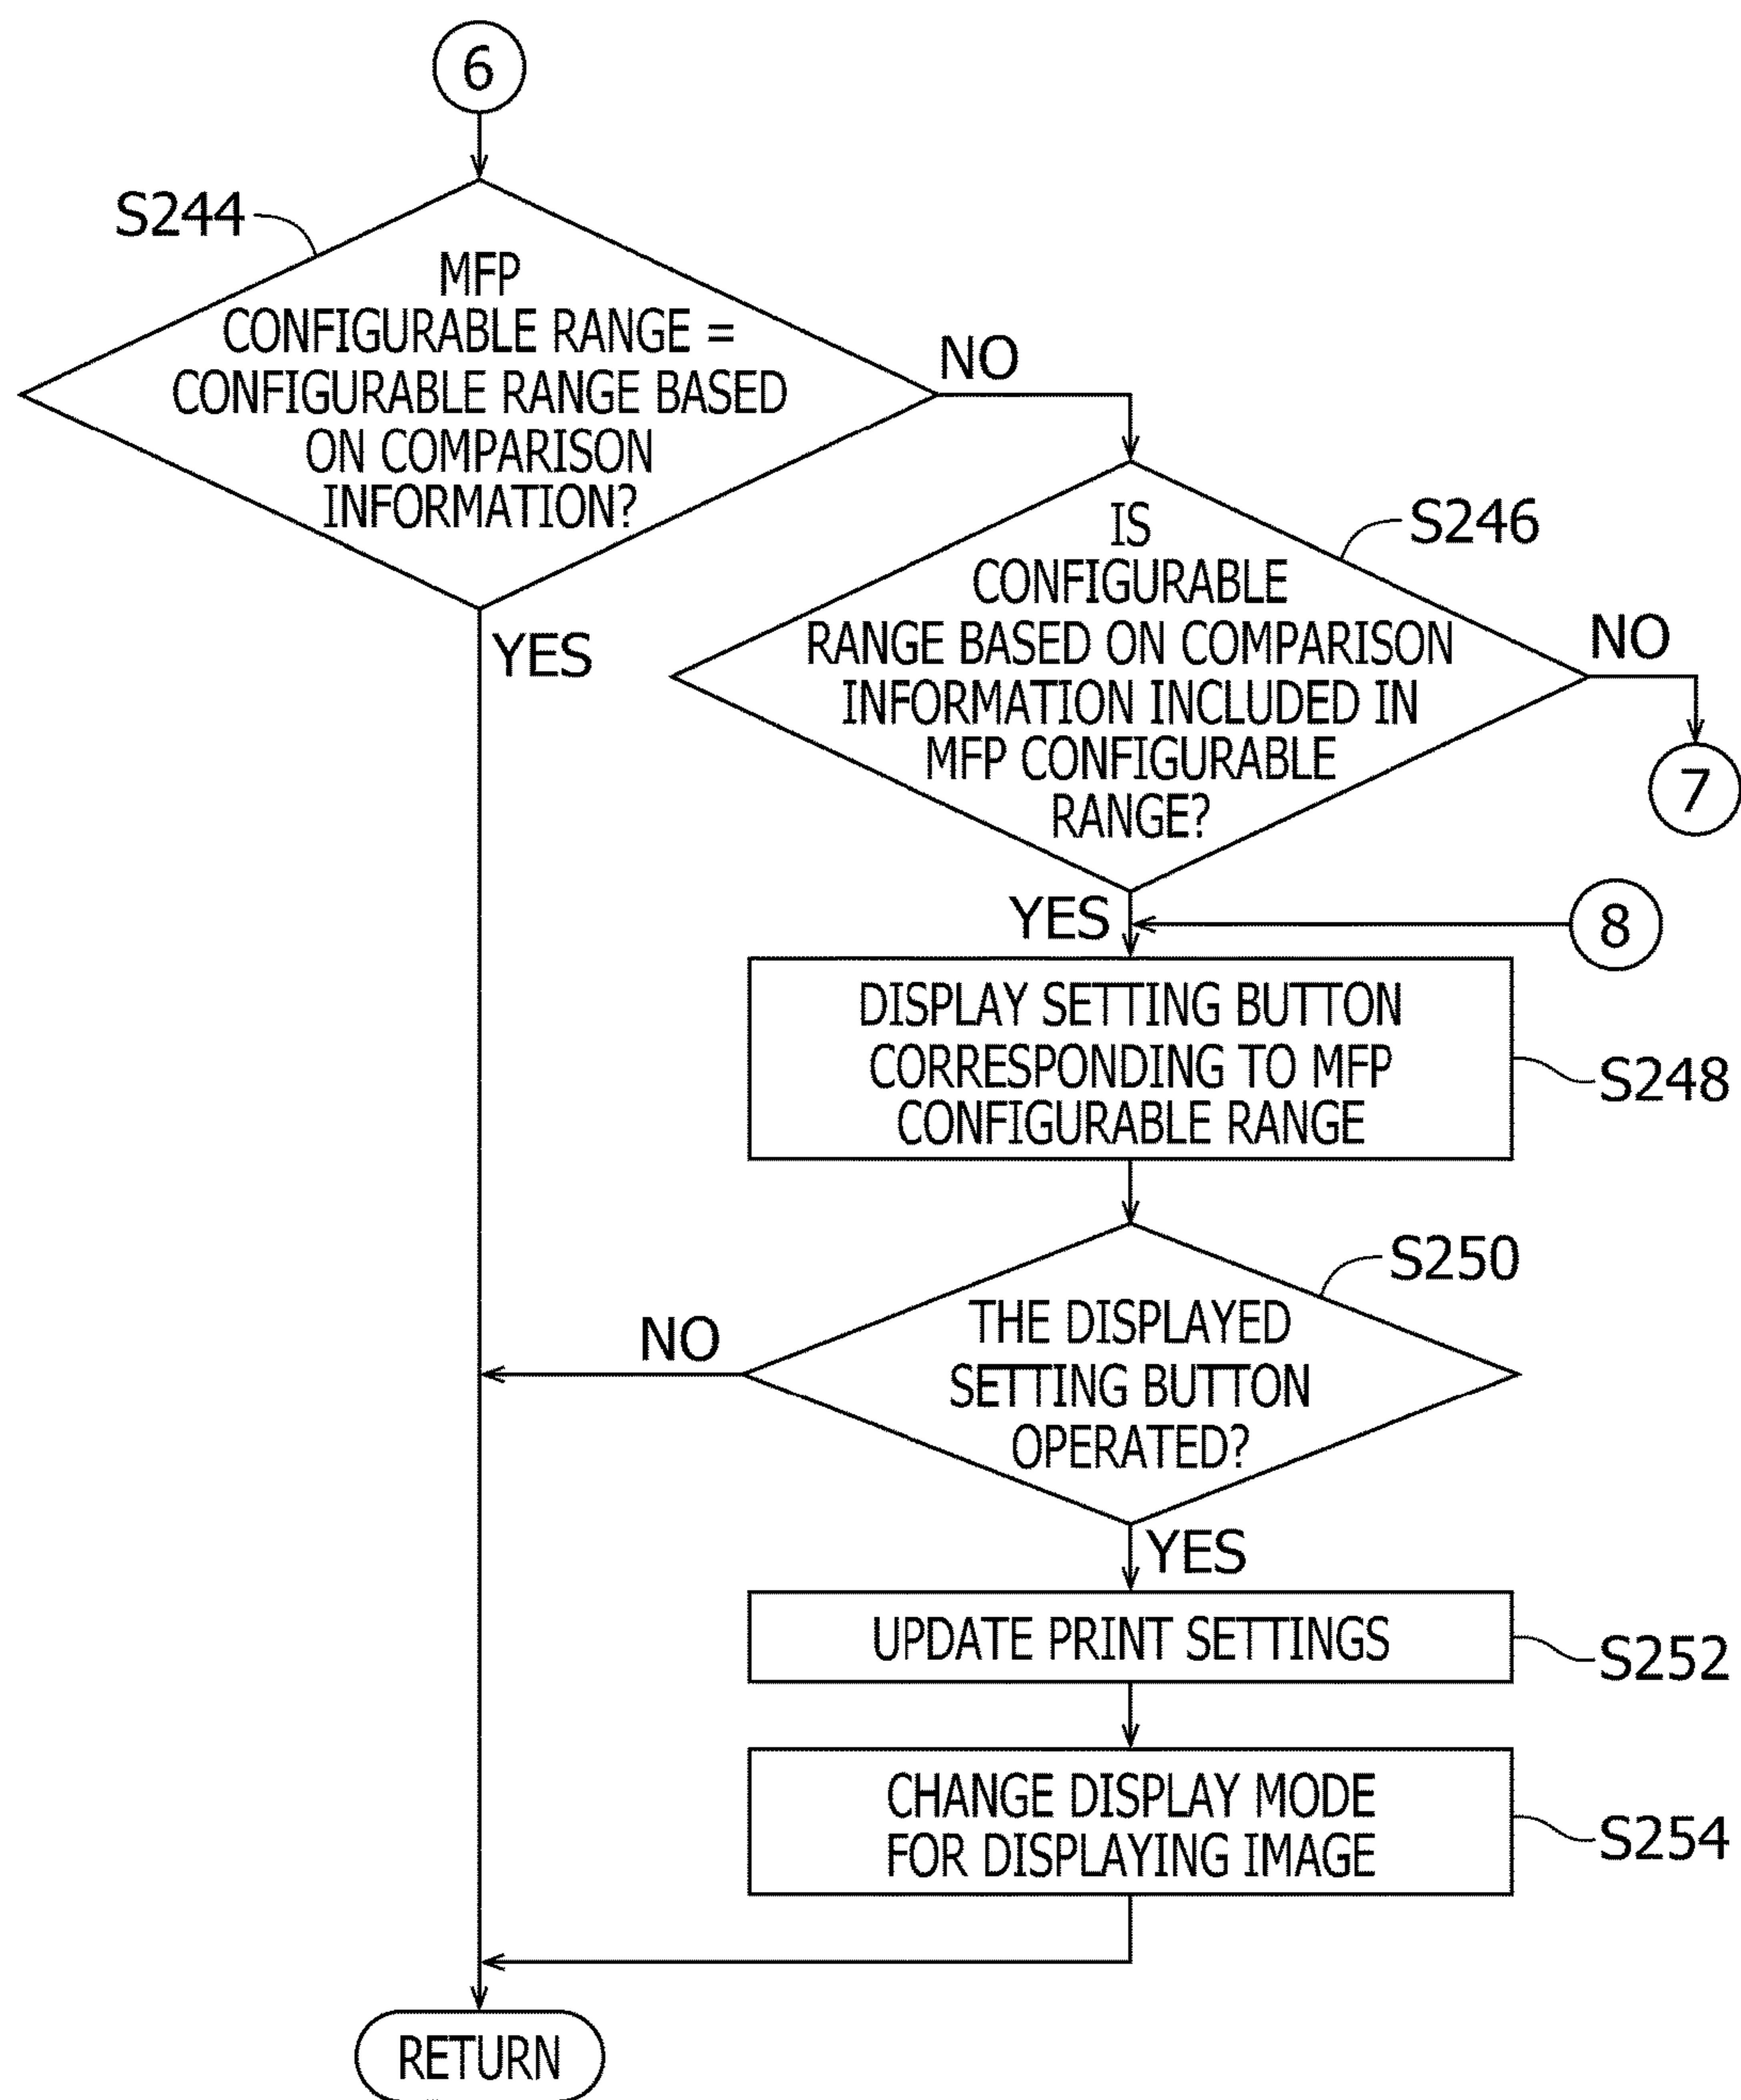 6
S244
MFP
CONFIGURABLE RANGE =
CONFIGURABLE RANGE BASED
ON COMPARISON
INFORMATION?
NO
YES
S246
IS
CONFIGURABLE
RANGE BASED ON COMPARISON
INFORMATION INCLUDED IN
MFP CONFIGURABLE
RANGE?
NO
7
YES
8
DISPLAY SETTING BUTTON
CORRESPONDING TO MFP
CONFIGURABLE RANGE
S248
S250
THE DISPLAYED
SETTING BUTTON
OPERATED?
NO
YES
UPDATE PRINT SETTINGS
S252
CHANGE DISPLAY MODE
FOR DISPLAYING IMAGE
S254
RETURN